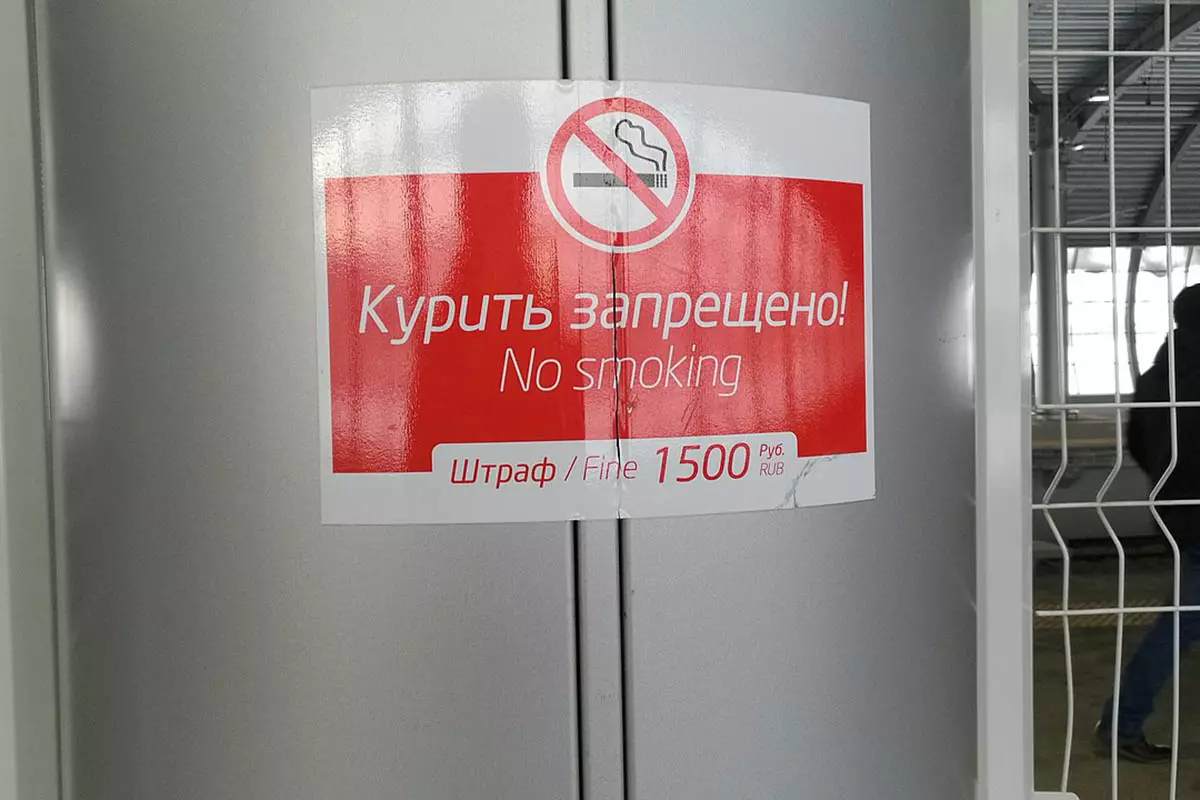 Курить запрещено!
No smoking
Штраф / Fine 1500 Руб.
RUB